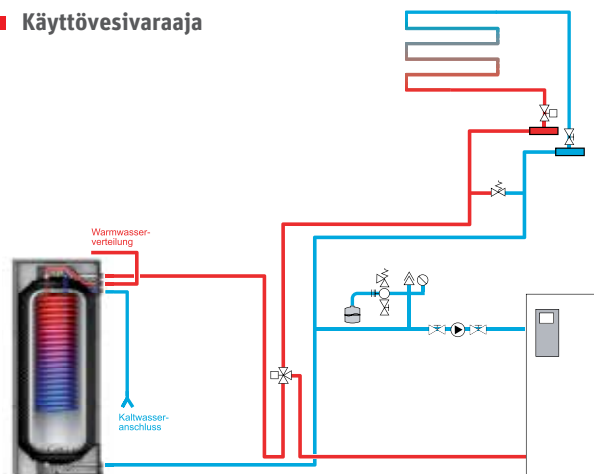 Käyttövesivaraaja
Warmwasser-
verteilung
Kaltwasser-
anschluss